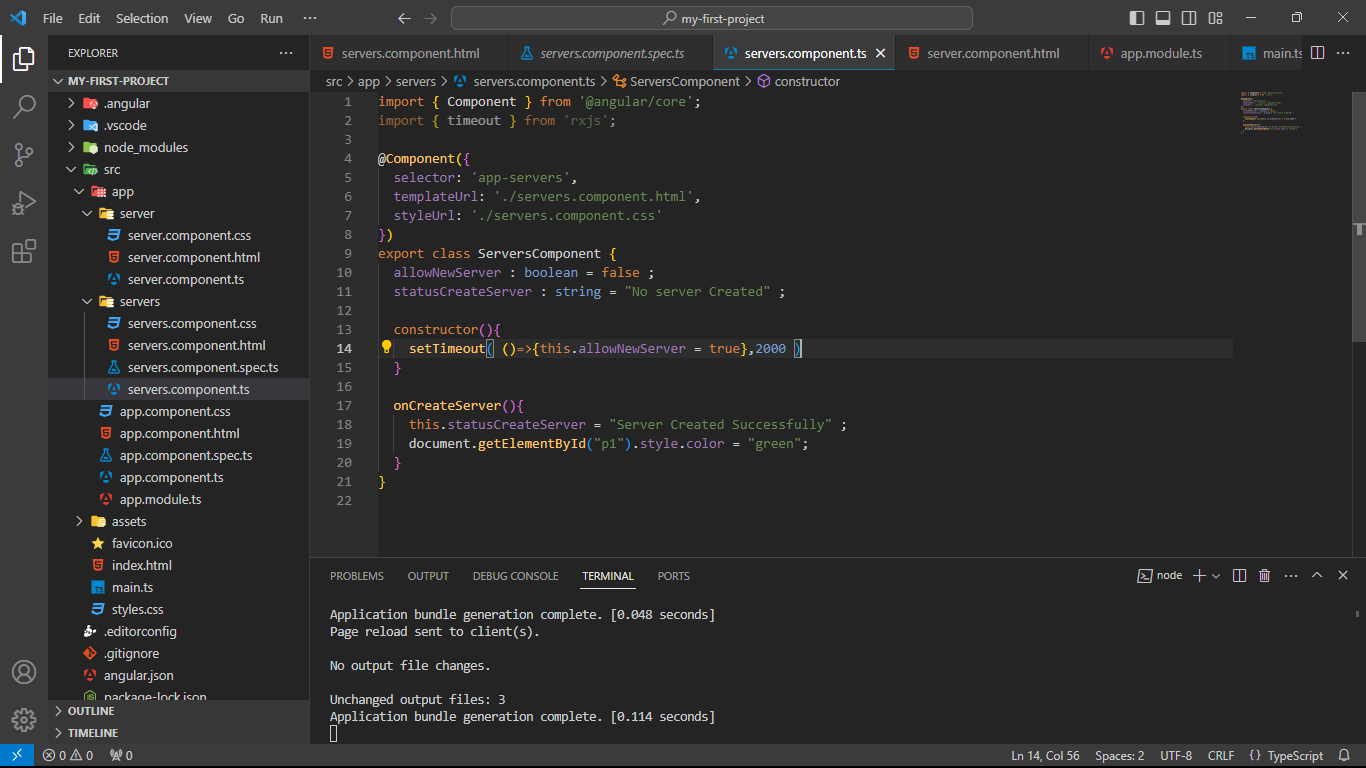 File Edit Selection View Go Run ··· my-first-project
EXPLORER ···
MY-FIRST-PROJECT
.angular
.vscode
node_modules
src
app
server
server.component.css
server.component.html
server.component.ts
servers
servers.component.css
servers.component.html
servers.component.spec.ts
servers.component.ts
app.component.css
app.component.html
app.component.spec.ts
app.component.ts
app.module.ts
assets
favicon.ico
index.html
main.ts
styles.css
.editorconfig
.gitignore
angular.json
package-lock.json
OUTLINE
TIMELINE
servers.component.html servers.component.spec.ts servers.component.ts server.component.html app.module.ts main.ts ···
src > app > servers > servers.component.ts > ServersComponent > constructor
1 import { Component } from '@angular/core';
2 import { timeout } from 'rxjs';
3
4 @Component({
5 selector: 'app-servers',
6 templateUrl: './servers.component.html',
7 styleUrl: './servers.component.css'
8 })
9 export class ServersComponent {
10 allowNewServer : boolean = false ;
11 statusCreateServer : string = "No server Created" ;
12
13 constructor(){
14 setTimeout( ()=>{this.allowNewServer = true},2000 )
15 }
16
17 onCreateServer(){
18 this.statusCreateServer = "Server Created Successfully" ;
19 document.getElementById("p1").style.color = "green";
20 }
21 }
22
PROBLEMS OUTPUT DEBUG CONSOLE TERMINAL PORTS node ···
Application bundle generation complete. [0.048 seconds]
Page reload sent to client(s).
No output file changes.
Unchanged output files: 3
Application bundle generation complete. [0.114 seconds]
0 0 0 Ln 14, Col 56 Spaces: 2 UTF-8 CRLF {} TypeScript